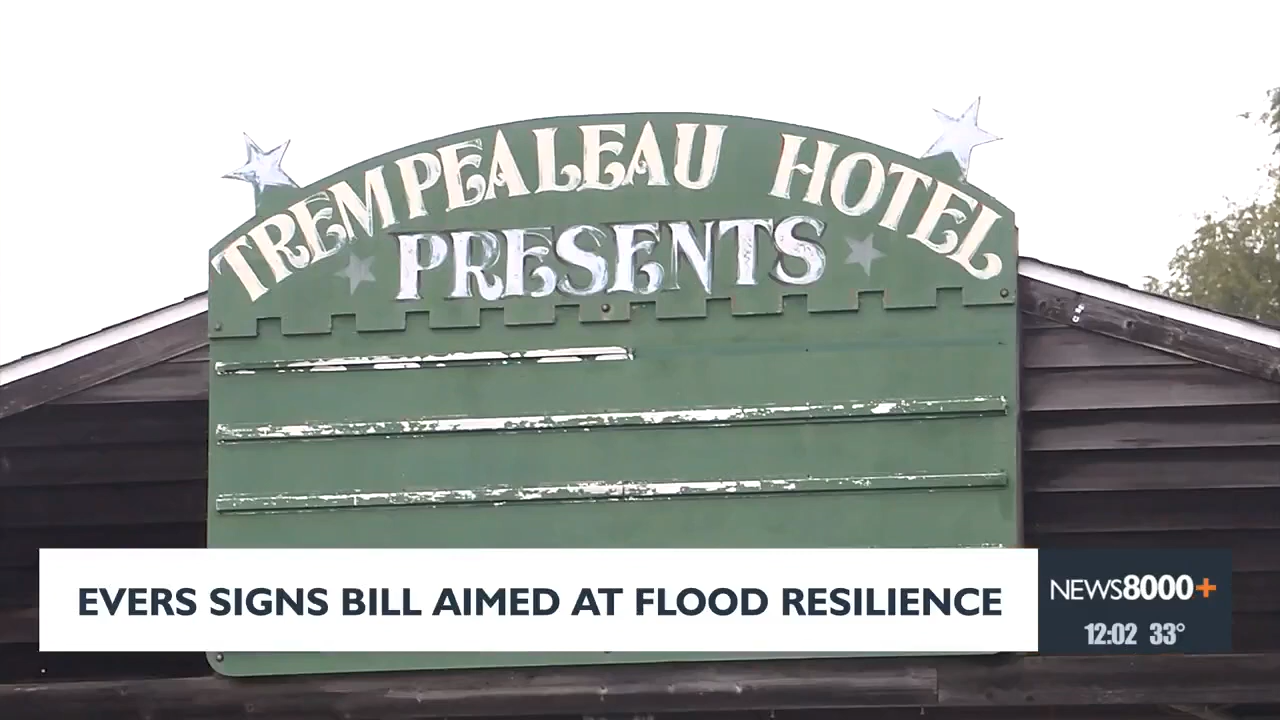 TREMPEALEAU HOTEL
PRESENTS
EVERS SIGNS BILL AIMED AT FLOOD RESILIENCE
NEWS8000+
12:02 33°